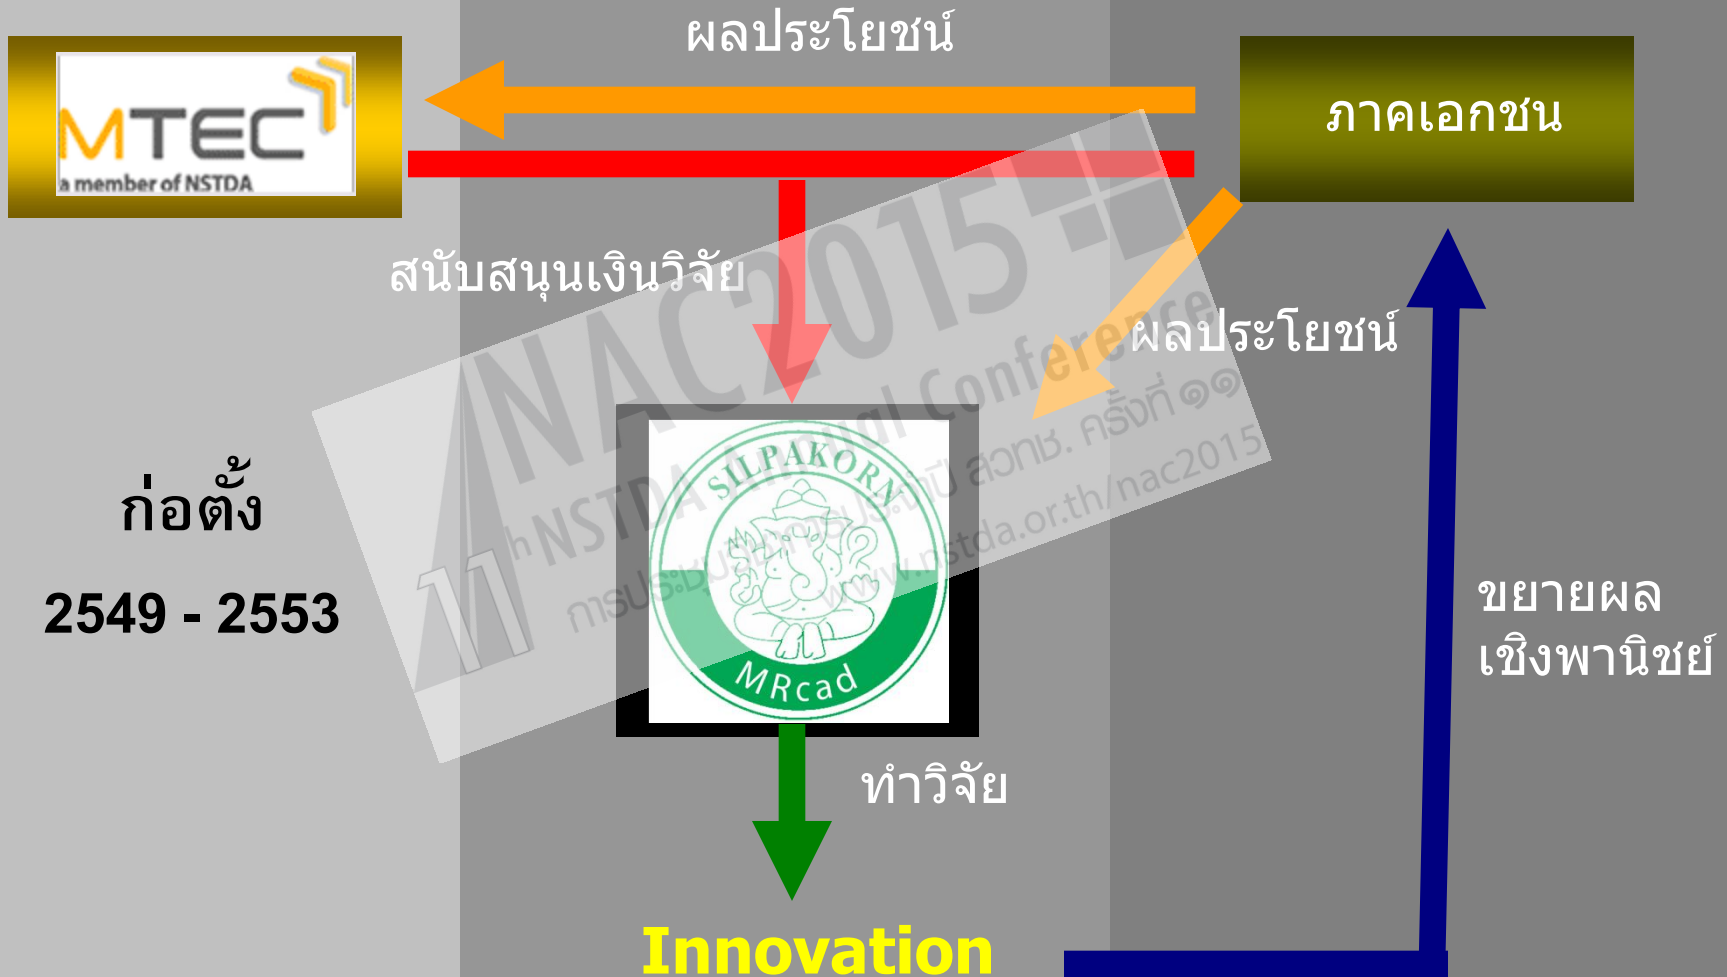 ผลประโยชน์
MTEC
a member of NSTDA
ภาคเอกชน
สนับสนุนเงินวิจัย
ผลประโยชน์
NAC2015
11th NSTDA Annual Conference
การประชุมวิชาการประจำปี สวทช. ครั้งที่ ๑๑
www.nstda.or.th/nac2015
SILPAKORN
MRcad
ก่อตั้ง
2549 - 2553
ขยายผล
เชิงพานิชย์
ทำวิจัย
Innovation